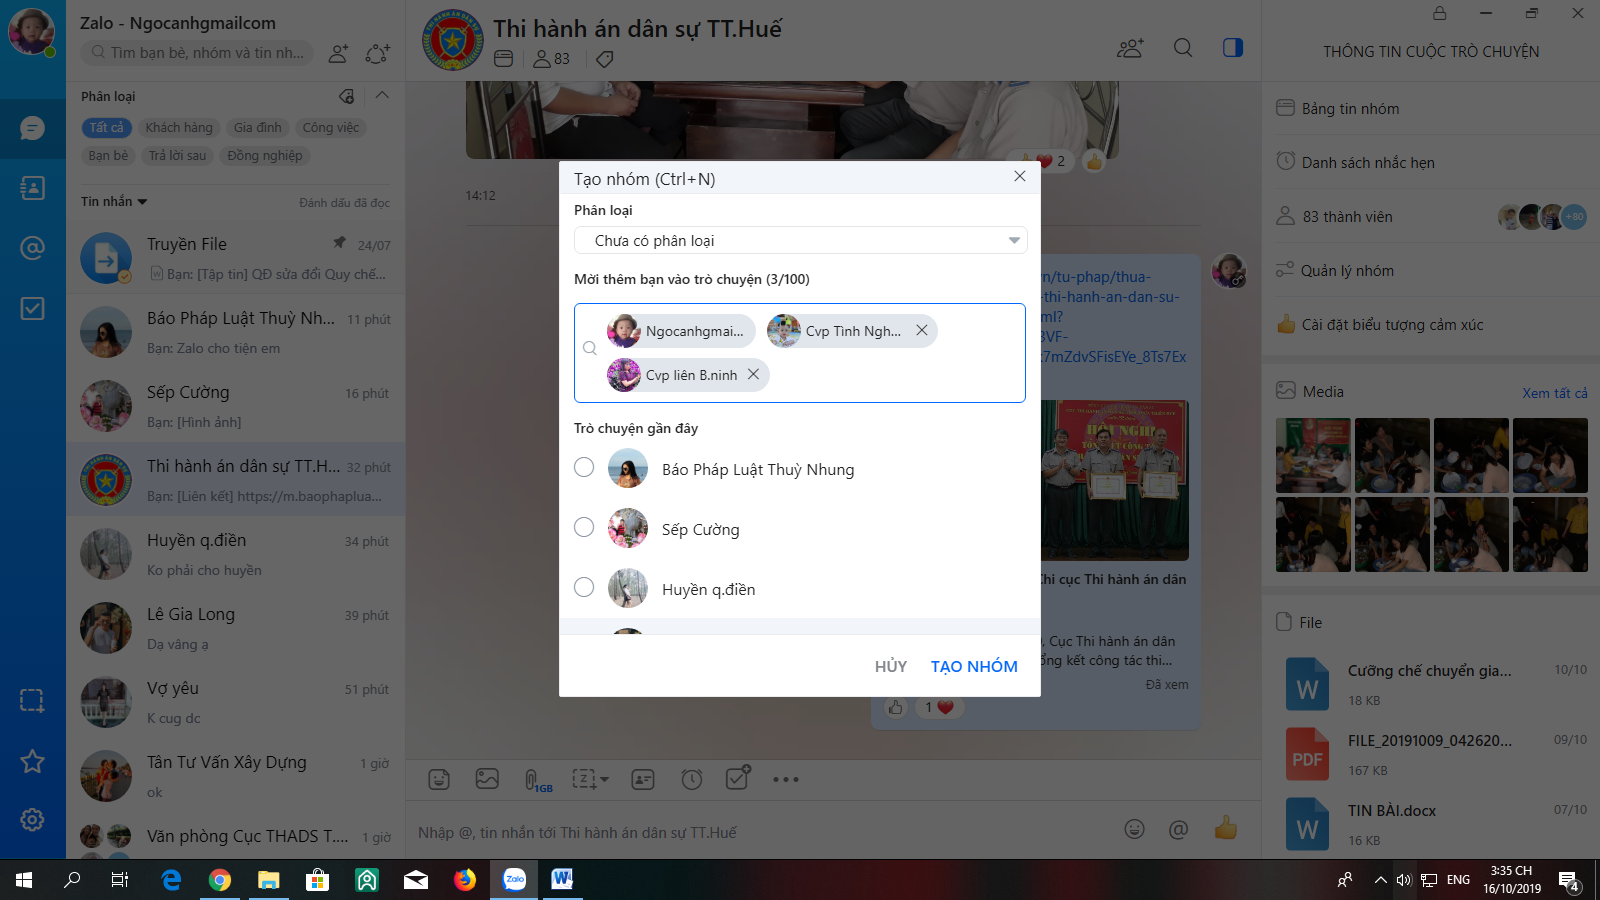 Zalo - Ngocanhgmailcom
Tìm bạn bè, nhóm và tin nh...
Phân loại
Tất cả
Khách hàng
Gia đình
Công việc
Bạn bè
Trả lời sau
Đồng nghiệp
Tin nhắn
Đánh dấu đã đọc
Truyền File
24/07
Bạn: [Tập tin] QĐ sửa đổi Quy chế...
Báo Pháp Luật Thuỳ Nh...
11 phút
Bạn: Zalo cho tiện em
Sếp Cường
16 phút
Bạn: [Hình ảnh]
Thi hành án dân sự TT.H...
32 phút
Bạn: [Liên kết] https://m.baophaplua...
Huyền q.điền
34 phút
Ko phải cho huyền
Lê Gia Long
39 phút
Dạ vâng ạ
Vợ yêu
51 phút
K cug dc
Tân Tư Vấn Xây Dựng
1 giờ
ok
Văn phòng Cục THADS T....
1 giờ
Thi hành án dân sự TT.Huế
83
2
14:12
Tạo nhóm (Ctrl+N)
Phân loại
Chưa có phân loại
Mời thêm bạn vào trò chuyện (3/100)
Ngocanhgmai...
Cvp Tình Ngh...
Cvp liên B.ninh
Trò chuyện gần đây
Báo Pháp Luật Thuỳ Nhung
Sếp Cường
Huyền q.điền
HỦY
TẠO NHÓM
vn/tu-phap/thua-
-thi-hanh-an-dan-su-
ml?
3VF-
k7mZdvSFisEYe_8Ts7Ex
HỘI NGHỊ
Chi cục Thi hành án dân
, Cục Thi hành án dân
ổng kết công tác thi...
Đã xem
1
1GB
Nhập @, tin nhắn tới Thi hành án dân sự TT.Huế
THÔNG TIN CUỘC TRÒ CHUYỆN
Bảng tin nhóm
Danh sách nhắc hẹn
83 thành viên
+80
Quản lý nhóm
Cài đặt biểu tượng cảm xúc
Media
Xem tất cả
File
W
Cưỡng chế chuyển gia...
10/10
18 KB
PDF
FILE_20191009_042620...
09/10
167 KB
W
TIN BÀI.docx
07/10
16 KB
Zalo
ENG
3:35 CH
16/10/2019
4